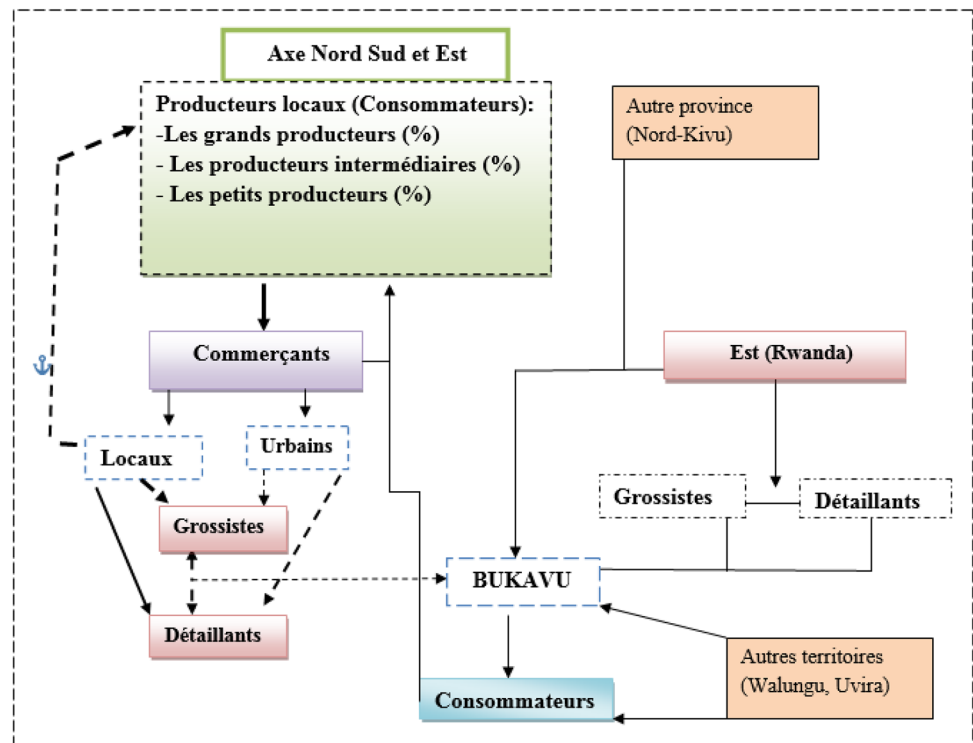 Axe Nord Sud et Est
Producteurs locaux (Consommateurs):
-Les grands producteurs (%)
- Les producteurs intermédiaires (%)
- Les petits producteurs (%)
Autre province
(Nord-Kivu)
Commerçants
Est (Rwanda)
Locaux
Urbains
Grossistes
Détaillants
Grossistes
Détaillants
BUKAVU
Consommateurs
Autres territoires
(Walungu, Uvira)